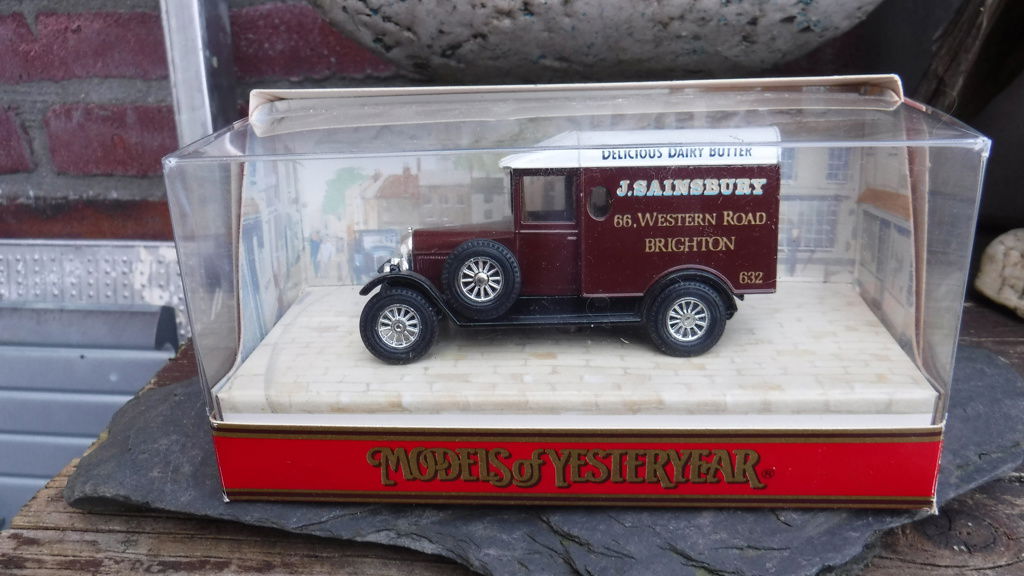 DELICIOUS DAIRY BUTTER
J. SAINSBURY
66, WESTERN ROAD
BRIGHTON
632
MODELS of YESTERYEAR®